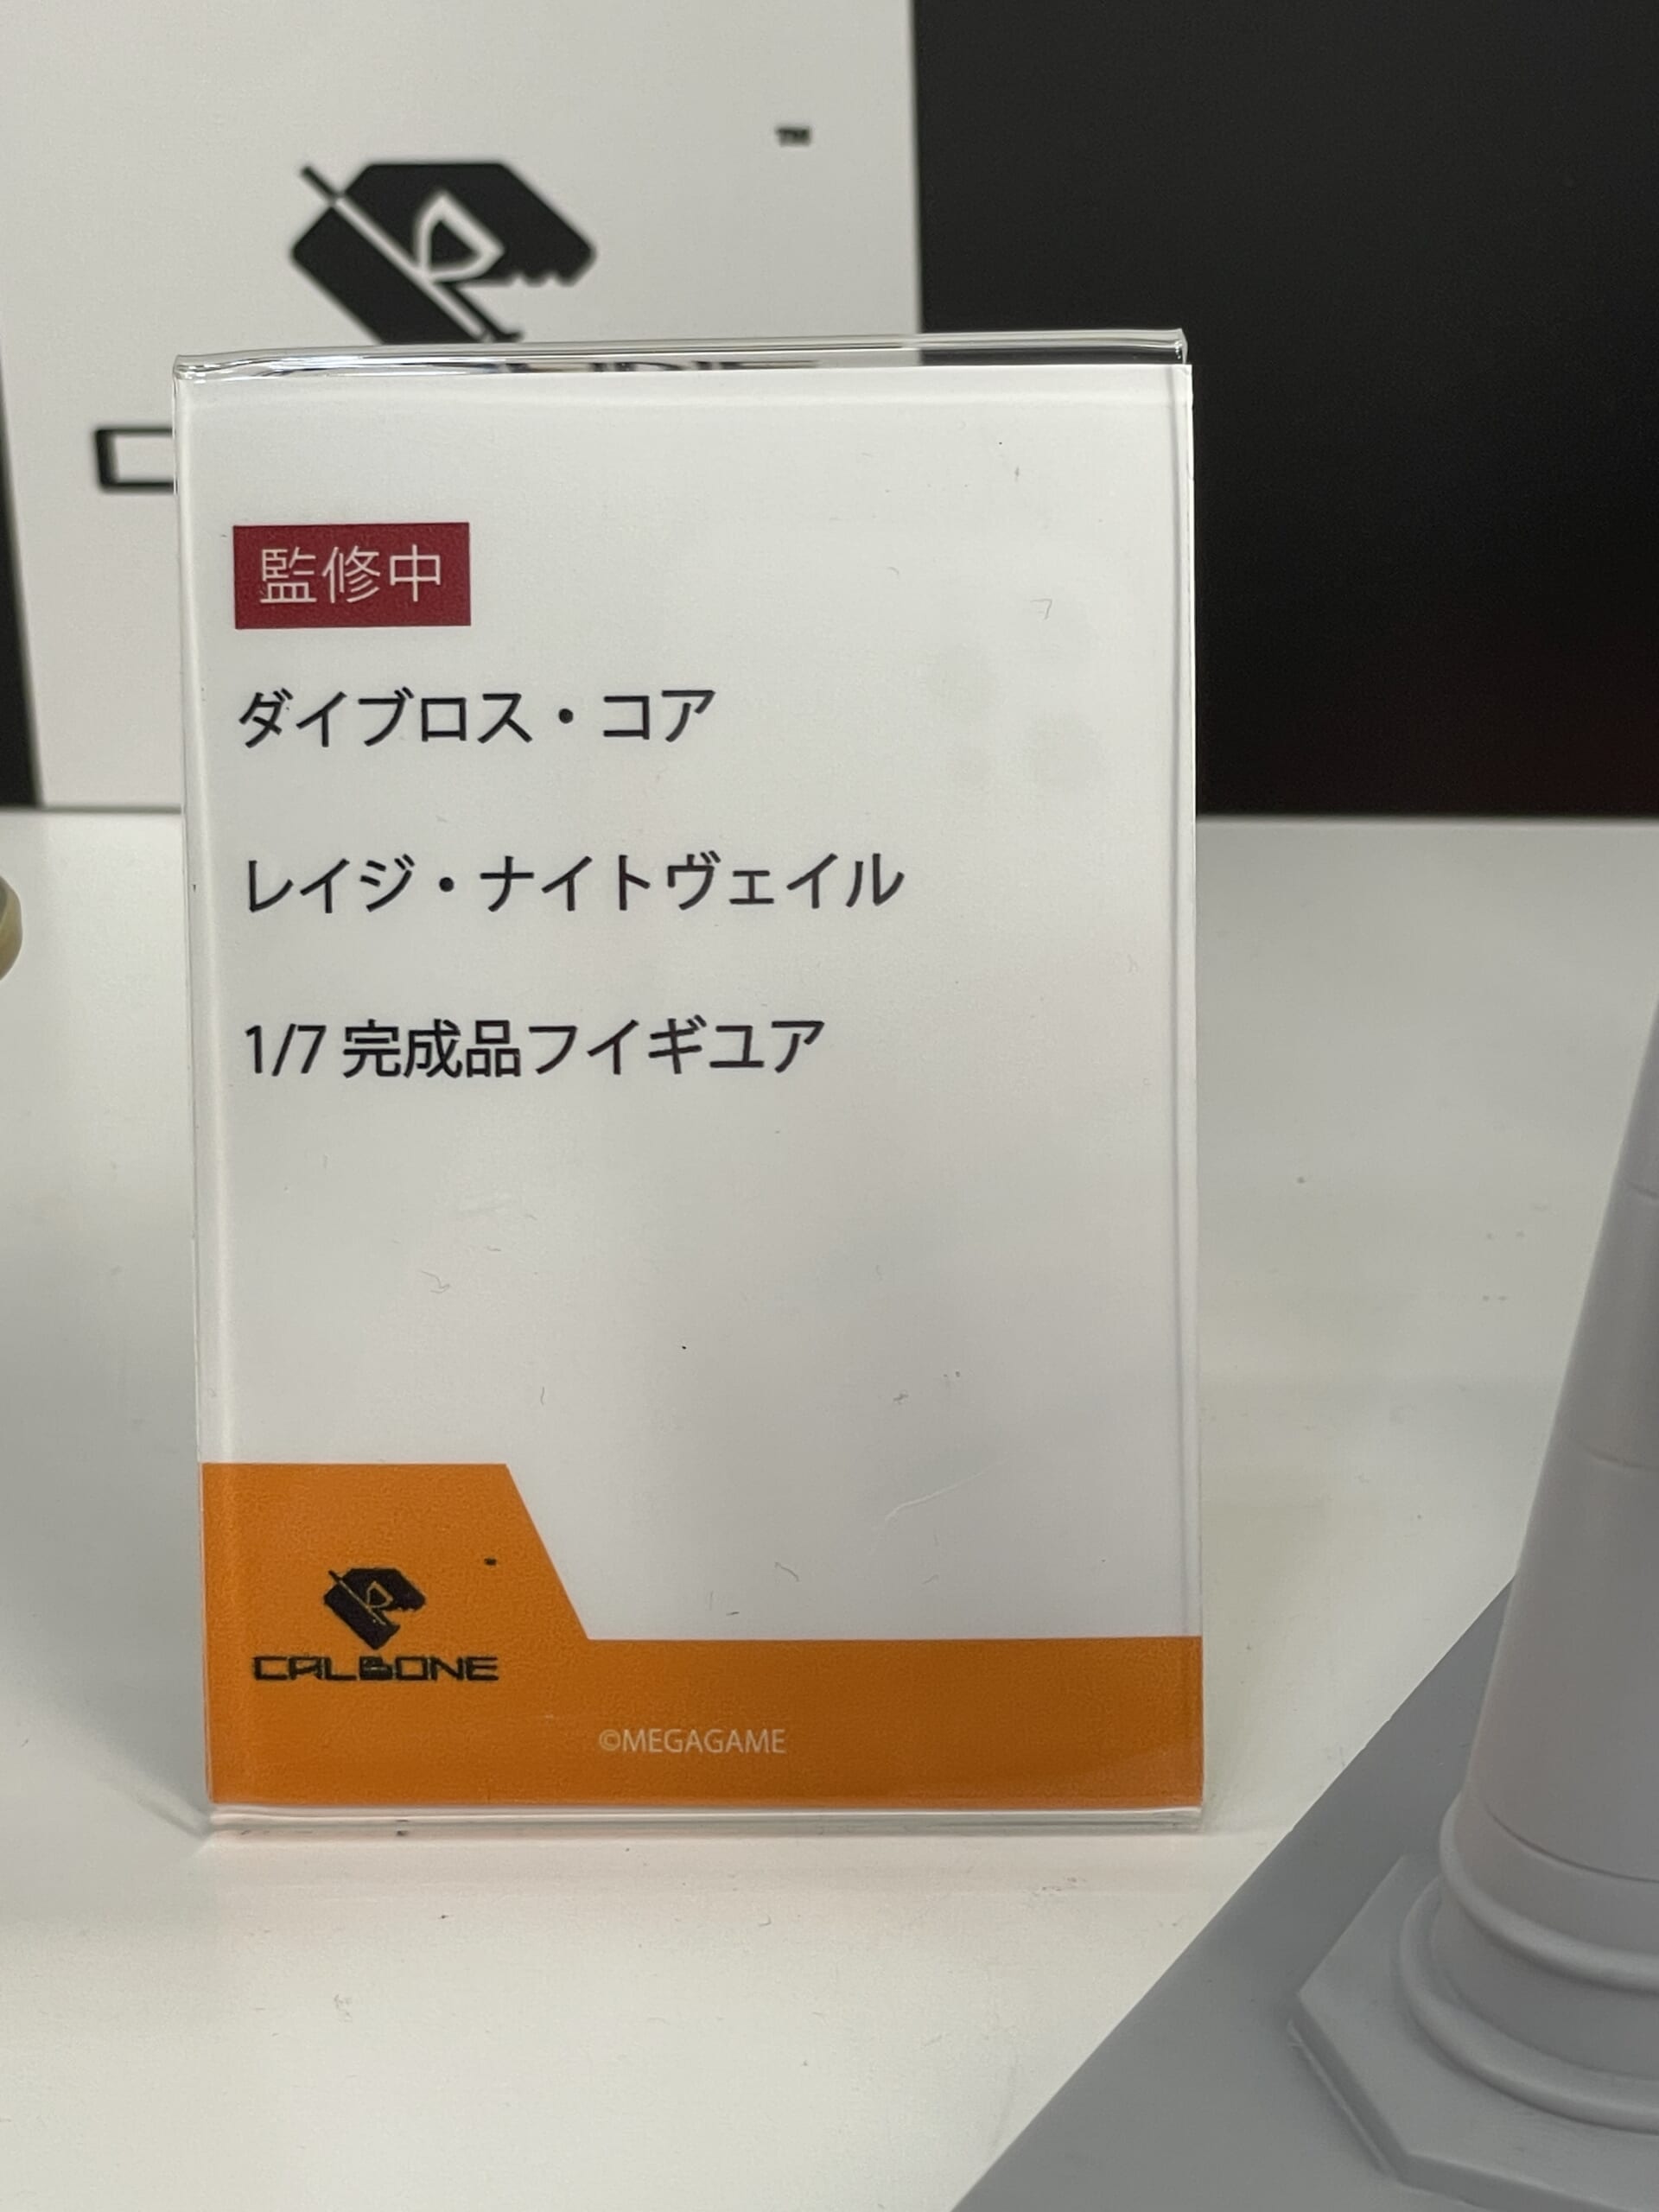 TM
監修中
ダイブロス・コア
レイジ・ナイトヴェイル
1/7 完成品フイギユア
CALBONE
©MEGAGAME